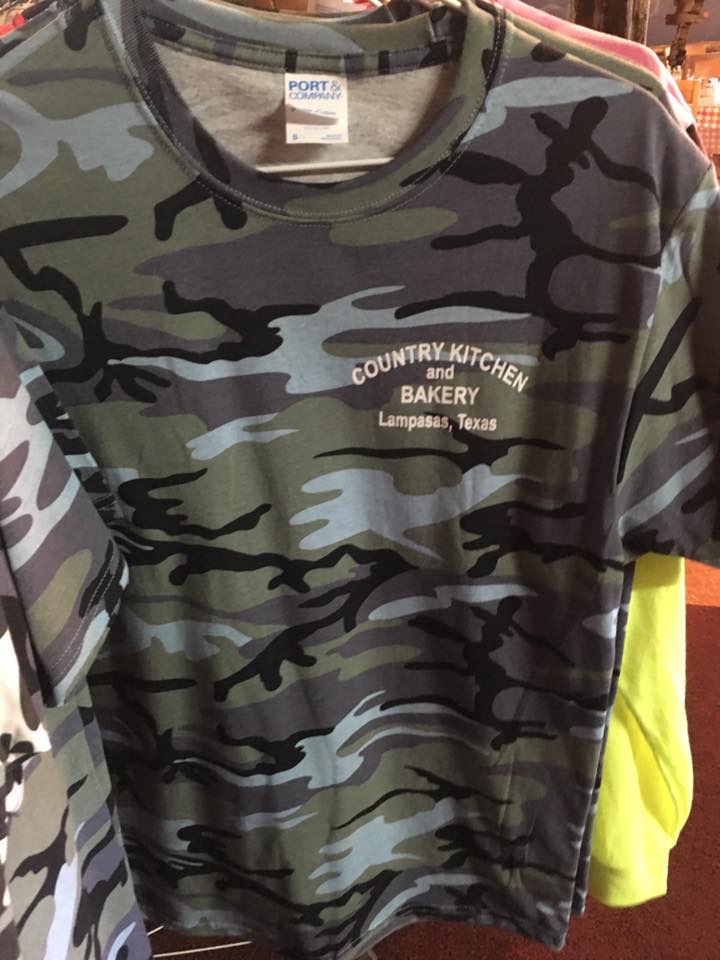 PORT &
COMPANY
S
COUNTRY KITCHEN
and
BAKERY
Lampasas, Texas